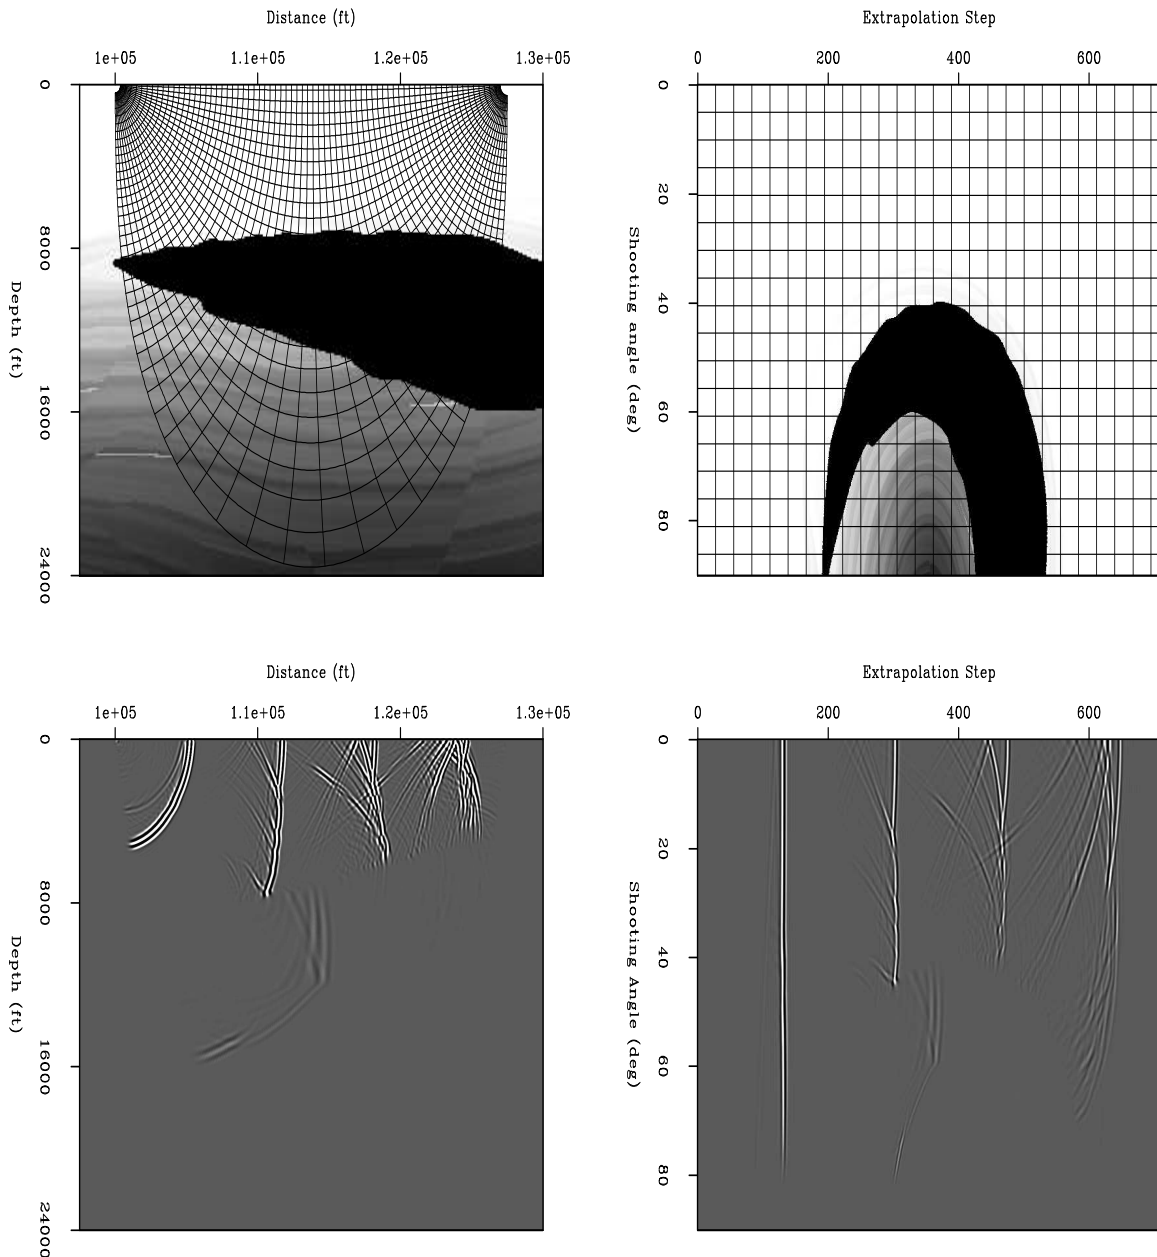 Distance (ft)
1e+05 1.1e+05 1.2e+05 1.3e+05
0
8000
16000
24000
Depth (ft)
Extrapolation Step
0 200 400 600
0
20
40
60
80
Shooting angle (deg)
Distance (ft)
1e+05 1.1e+05 1.2e+05 1.3e+05
0
8000
16000
24000
Depth (ft)
Extrapolation Step
0 200 400 600
0
20
40
60
80
Shooting Angle (deg)